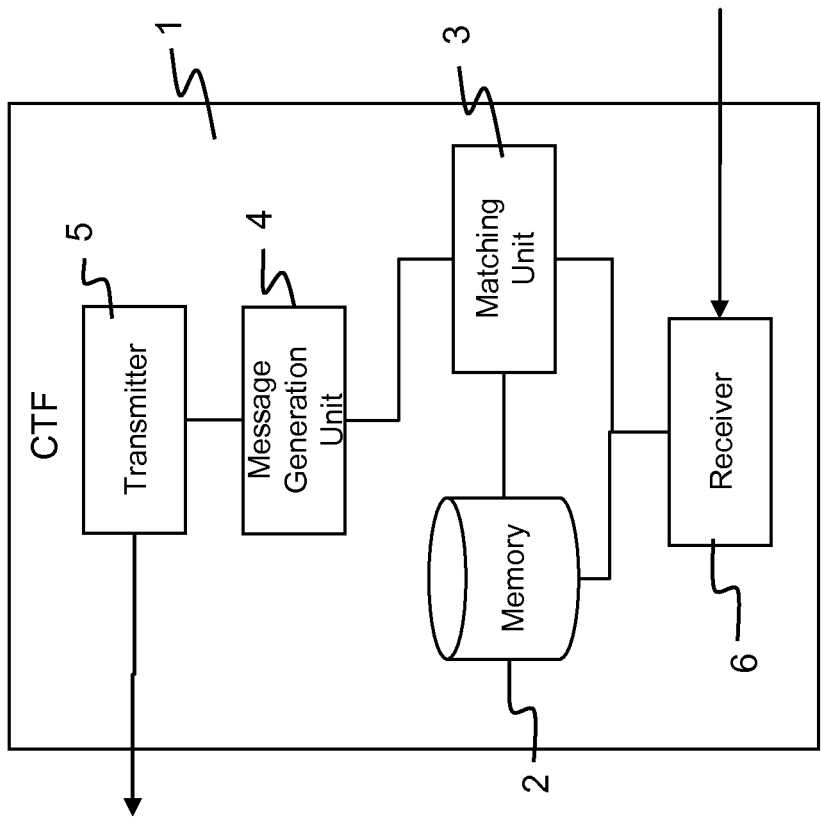 CTF
1
Transmitter
5
Message
Generation
Unit
4
Matching
Unit
3
Memory
2
Receiver
6